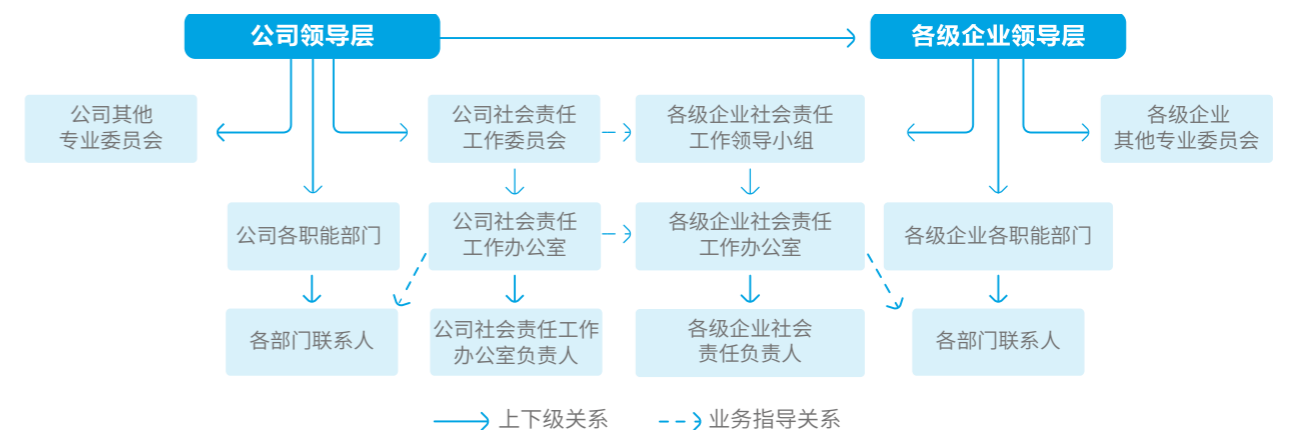 公司领导层
各级企业领导层
公司其他
专业委员会
公司社会责任
工作委员会
各级企业社会责任
工作领导小组
各级企业
其他专业委员会
公司各职能部门
公司社会责任
工作办公室
各级企业社会责任
工作办公室
各级企业各职能部门
各部门联系人
公司社会责任工作
办公室负责人
各级企业社会
责任负责人
各部门联系人
上下级关系
业务指导关系